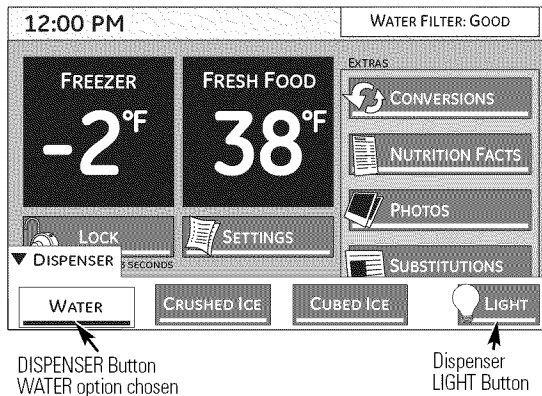 12:00 PM
WATER FILTER: GOOD
FREEZER
-2°F
FRESH FOOD
38°F
EXTRAS
CONVERSIONS
NUTRITION FACTS
PHOTOS
SUBSTITUTIONS
LOCK
3 SECONDS
SETTINGS
▼ DISPENSER
WATER
CRUSHED ICE
CUBED ICE
LIGHT
DISPENSER Button
WATER option chosen
Dispenser
LIGHT Button